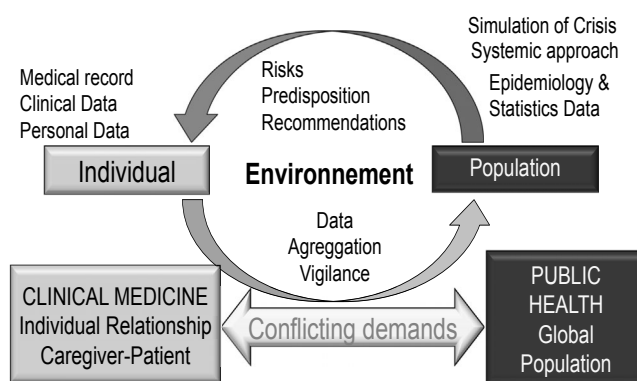 Simulation of Crisis
Systemic approach
Epidemiology &
Statistics Data
Medical record
Clinical Data
Personal Data
Risks
Predisposition
Recommendations
Individual
Environnement
Population
Data
Agreggation
Vigilance
CLINICAL MEDICINE
Individual Relationship
Caregiver-Patient
Conflicting demands
PUBLIC
HEALTH
Global
Population